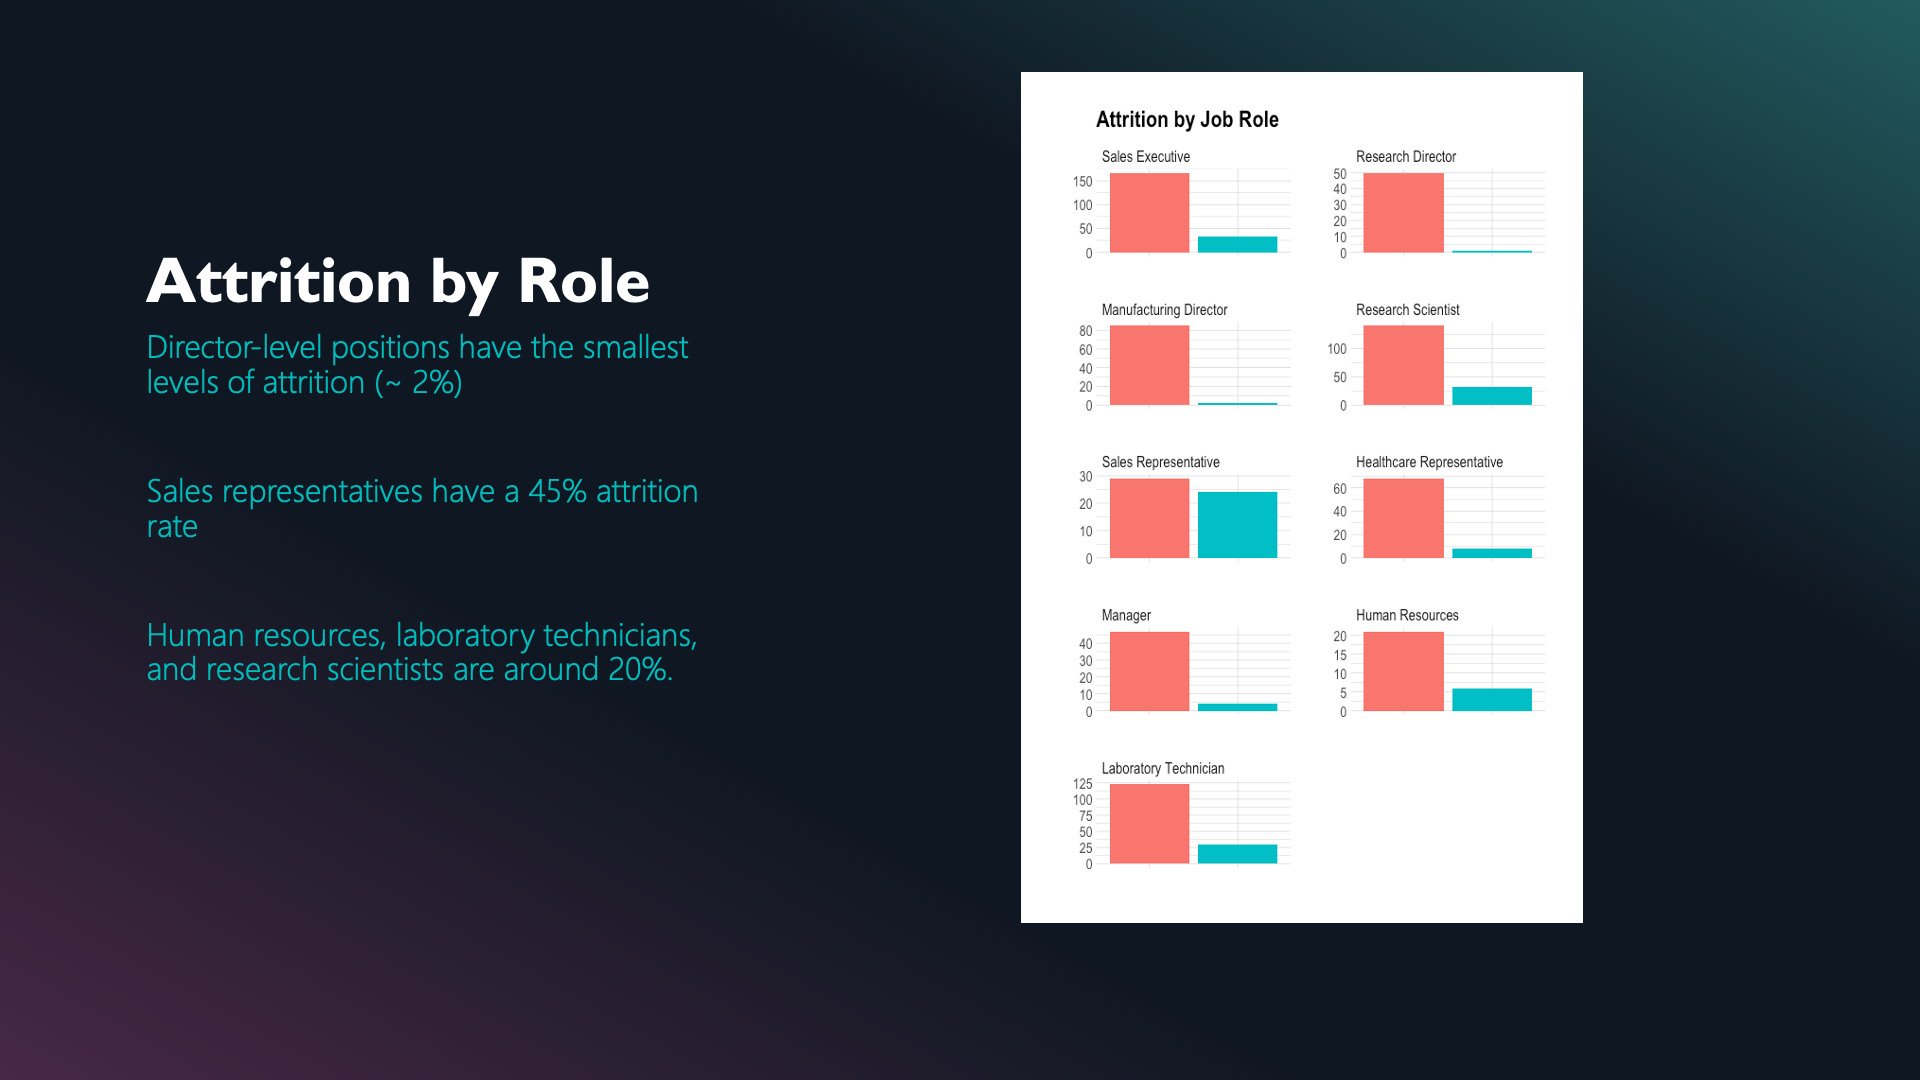 Attrition by Role
Director-level positions have the smallest
levels of attrition (~ 2%)
Sales representatives have a 45% attrition
rate
Human resources, laboratory technicians,
and research scientists are around 20%.
Attrition by Job Role
Sales Executive
150
100
50
0
Research Director
50
40
30
20
10
0
Manufacturing Director
80
60
40
20
0
Research Scientist
100
50
0
Sales Representative
30
20
10
0
Healthcare Representative
60
40
20
0
Manager
40
30
20
10
0
Human Resources
20
15
10
5
0
Laboratory Technician
125
100
75
50
25
0